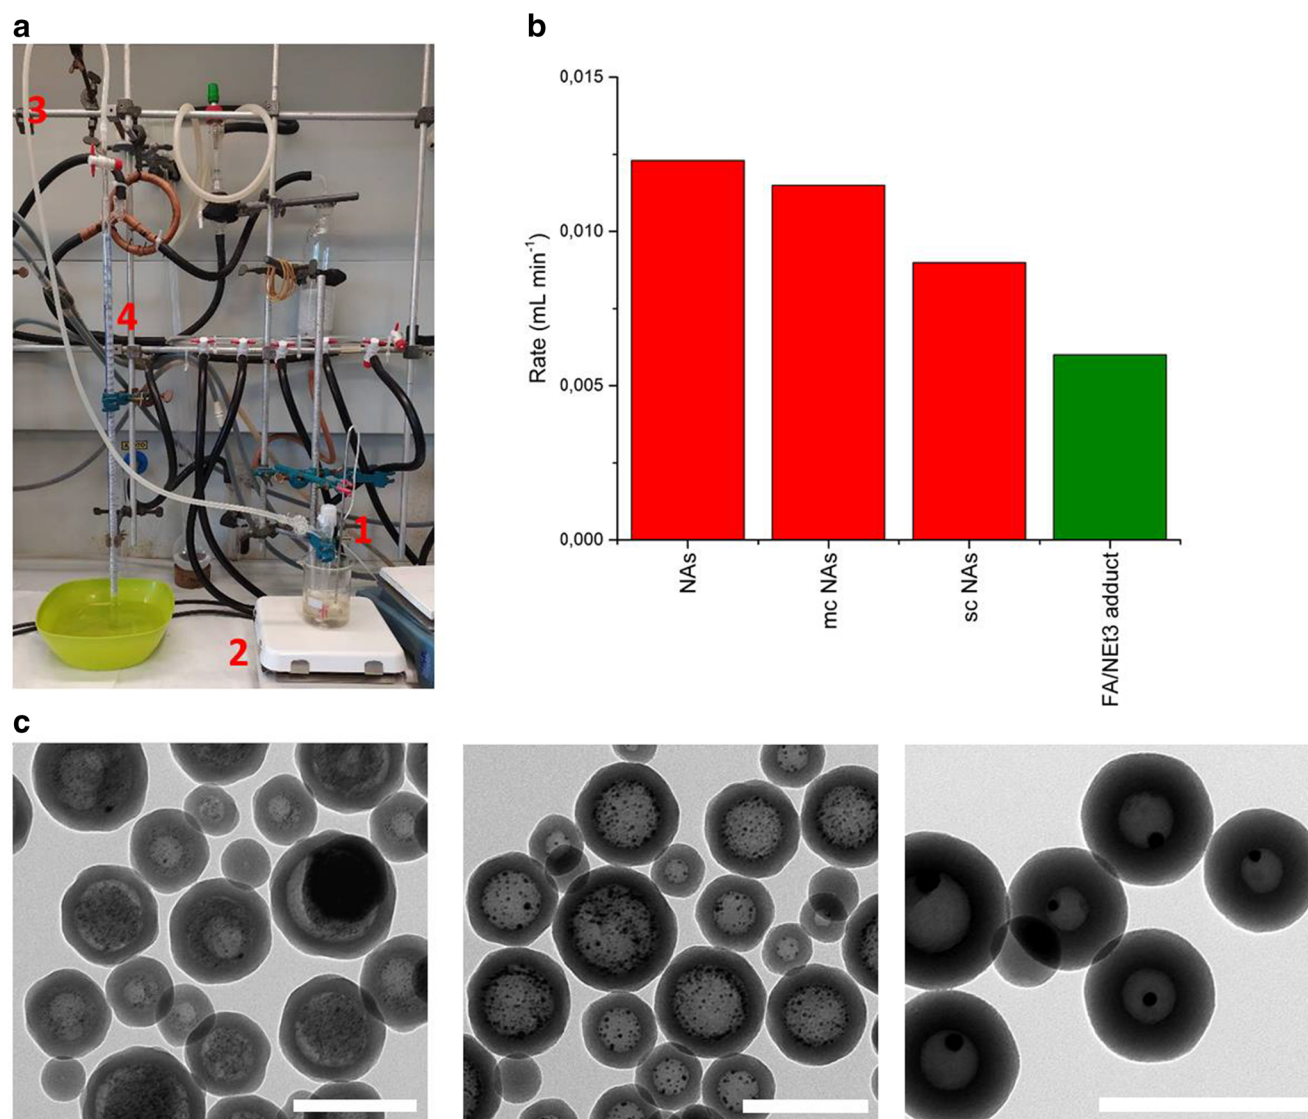 a
b
3
4
1
2
0,015
0,010
0,005
0,000
Rate (mL min⁻¹)
NAs
mc NAs
sc NAs
FA/NEt3 adduct
c